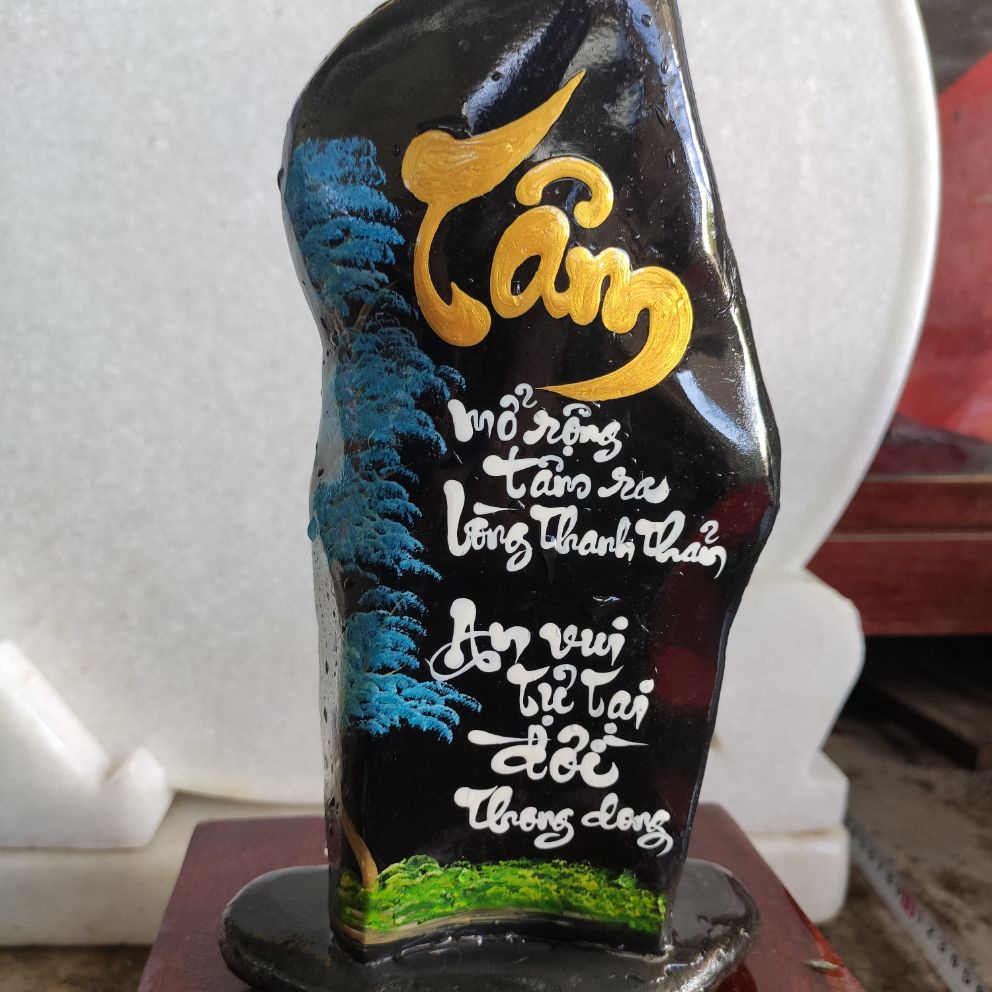 Tâm
mở rộng
tâm ra
lòng thanh thản
An vui
tự tại
đời
thong dong